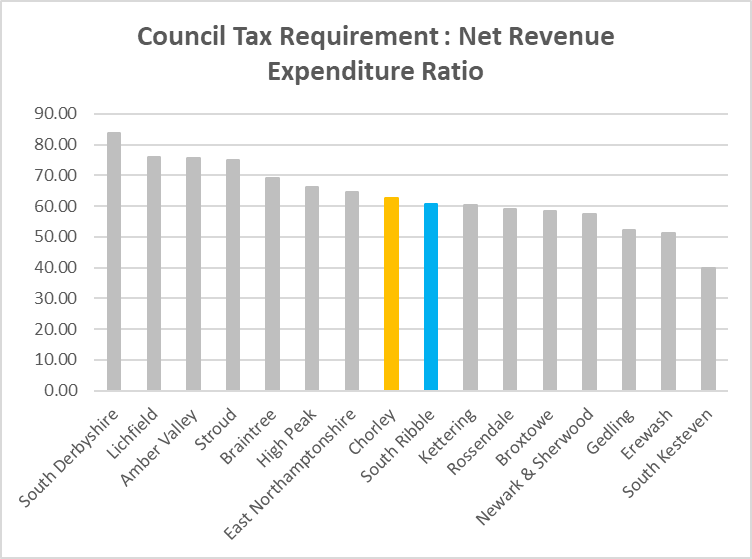 Council Tax Requirement : Net Revenue
Expenditure Ratio
90.00
80.00
70.00
60.00
50.00
40.00
30.00
20.00
10.00
0.00
South Derbyshire
Lichfield
Amber Valley
Stroud
Braintree
High Peak
East Northamptonshire
Chorley
South Ribble
Kettering
Rossendale
Broxtowe
Newark & Sherwood
Gedling
Erewash
South Kesteven